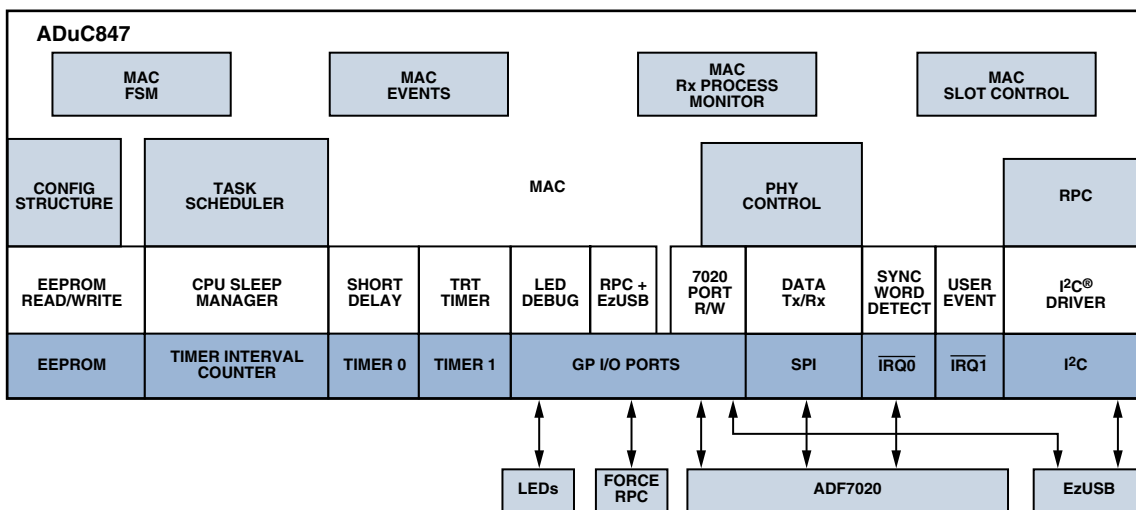 ADuC847
MAC
FSM
MAC
EVENTS
MAC
Rx PROCESS
MONITOR
MAC
SLOT CONTROL
CONFIG
STRUCTURE
TASK
SCHEDULER
MAC
PHY
CONTROL
RPC
EEPROM
READ/WRITE
CPU SLEEP
MANAGER
SHORT
DELAY
TRT
TIMER
LED
DEBUG
RPC +
EzUSB
7020
PORT
R/W
DATA
Tx/Rx
SYNC
WORD
DETECT
USER
EVENT
I²C®
DRIVER
EEPROM
TIMER INTERVAL
COUNTER
TIMER 0
TIMER 1
GP I/O PORTS
SPI
I̅R̅Q̅0̅
I̅R̅Q̅1̅
I²C
LEDs
FORCE
RPC
ADF7020
EzUSB